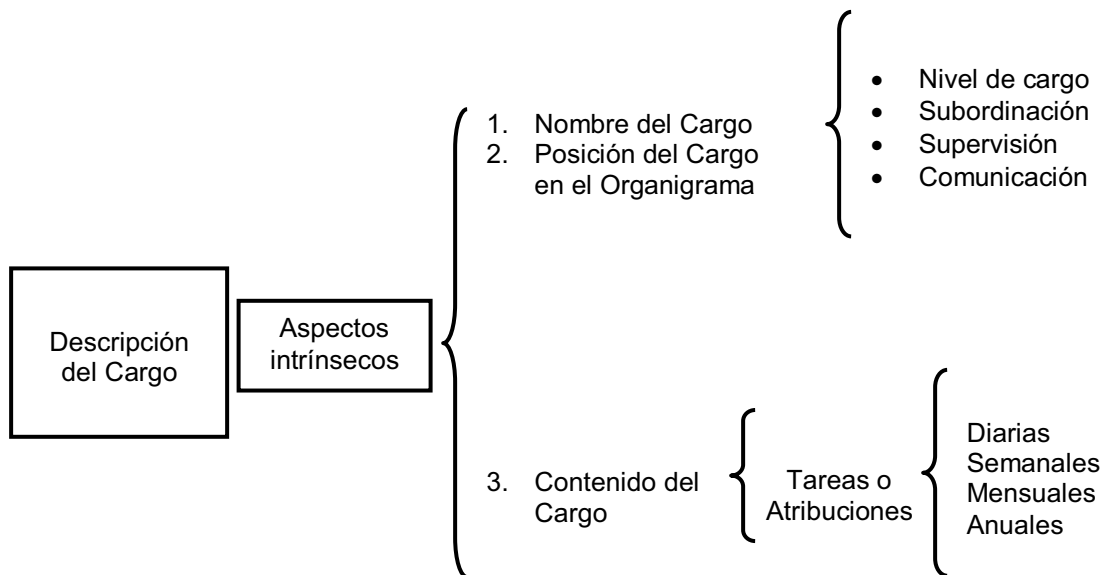 Descripción
del Cargo
Aspectos
intrínsecos
1. Nombre del Cargo
2. Posición del Cargo
en el Organigrama
• Nivel de cargo
• Subordinación
• Supervisión
• Comunicación
3. Contenido del
Cargo
Tareas o
Atribuciones
Diarias
Semanales
Mensuales
Anuales